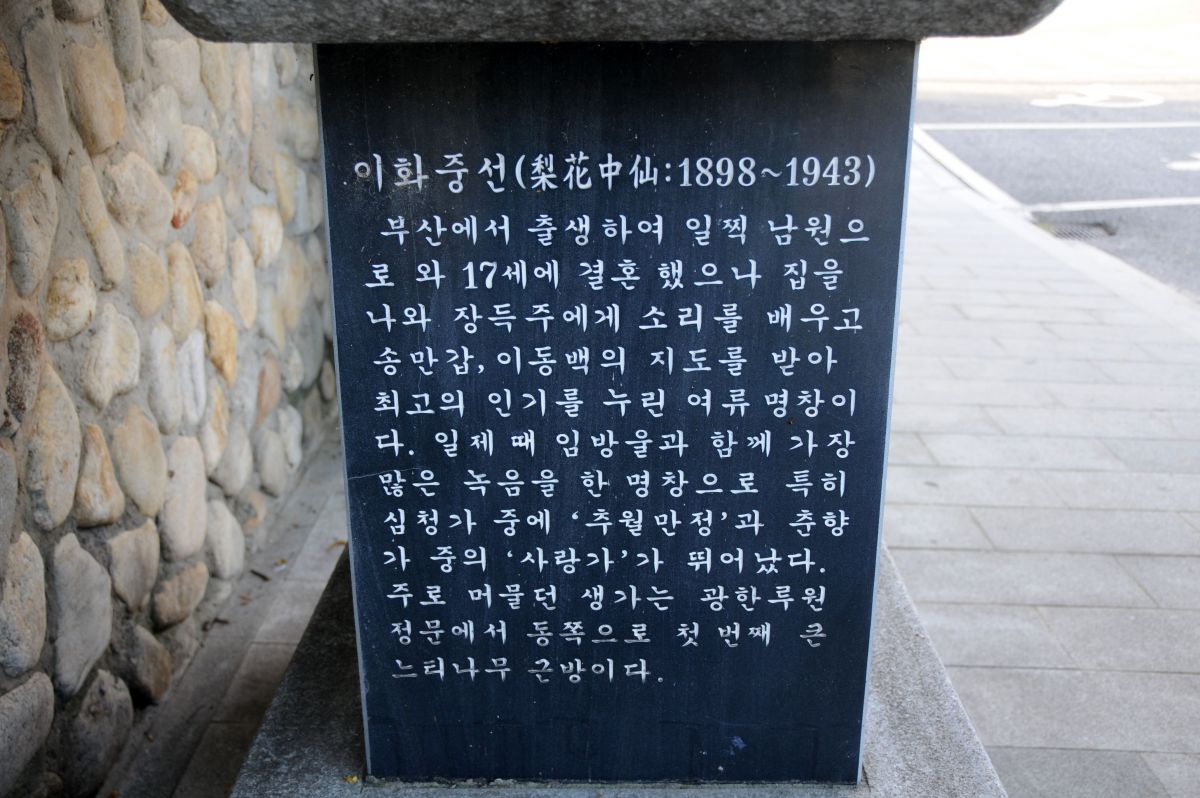 이화중선(梨花中仙:1898~1943)
부산에서 출생하여 일찍 남원으
로 와 17세에 결혼했으나 집을
나와 장득주에게 소리를 배우고
송만갑, 이동백의 지도를 받아
최고의 인기를 누린 여류명창이
다. 일제때 임방울과 함께 가장
많은 녹음을 한 명창으로 특히
심청가 중에 ‘추월만정’과 춘향
가 중의 ‘사랑가’가 뛰어났다.
주로 머물던 생가는 광한루원
정문에서 동쪽으로 첫 번째 큰
느티나무 근방이다.